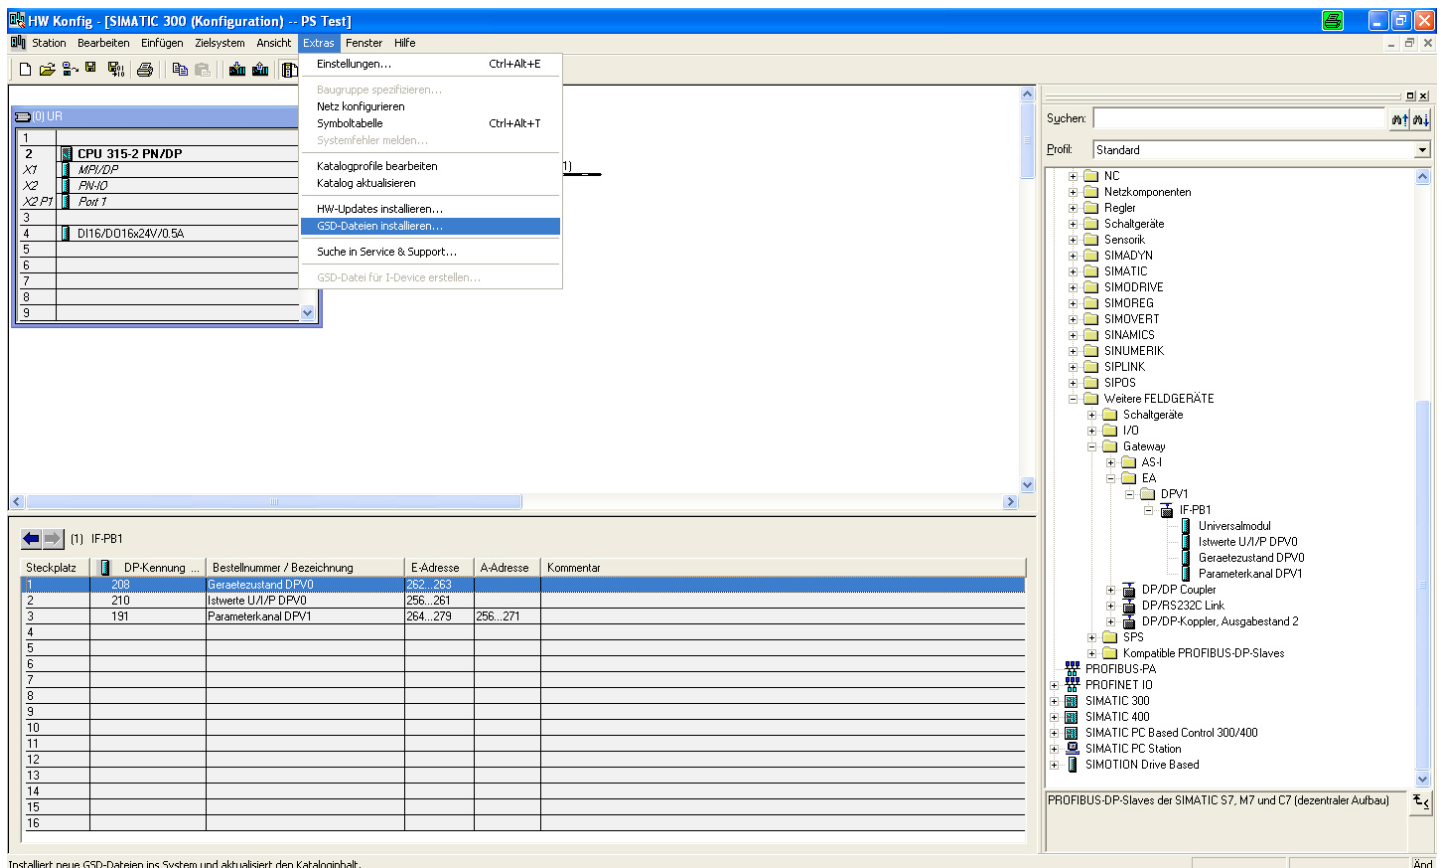 HW Konfig - [SIMATIC 300 (Konfiguration) -- PS Test]
Station Bearbeiten Einfügen Zielsystem Ansicht Extras Fenster Hilfe
Einstellungen... Ctrl+Alt+E
Baugruppe spezifizieren...
Netz konfigurieren
Symboltabelle Ctrl+Alt+T
Systemfehler melden...
Katalogprofile bearbeiten
Katalog aktualisieren
HW-Updates installieren...
GSD-Dateien installieren...
Suche in Service & Support...
GSD-Datei für I-Device erstellen...
(0) UR
1
2 CPU 315-2 PN/DP
X1 MPI/DP
X2 PN-IO
X2 P1 Port 1
3
4 DI16/DO16x24V/0.5A
5
6
7
8
9
1)
Suchen:
Profil: Standard
NC
Netzkomponenten
Regler
Schaltgeräte
Sensorik
SIMADYN
SIMATIC
SIMODRIVE
SIMOREG
SIMOVERT
SINAMICS
SINUMERIK
SIPLINK
SIPOS
Weitere FELDGERÄTE
Schaltgeräte
I/O
Gateway
AS-I
EA
DPV1
IF-PB1
Universalmodul
Istwerte U/I/P DPV0
Geraetezustand DPV0
Parameterkanal DPV1
DP/DP Coupler
DP/RS232C Link
DP/DP-Koppler, Ausgabestand 2
SPS
Kompatible PROFIBUS-DP-Slaves
PROFIBUS-PA
PROFINET IO
SIMATIC 300
SIMATIC 400
SIMATIC PC Based Control 300/400
SIMATIC PC Station
SIMOTION Drive Based
PROFIBUS-DP-Slaves der SIMATIC S7, M7 und C7 (dezentraler Aufbau)
(1) IF-PB1
Steckplatz DP-Kennung ... Bestellnummer / Bezeichnung E-Adresse A-Adresse Kommentar
1 208 Geraetezustand DPV0 262...263
2 210 Istwerte U/I/P DPV0 256...261
3 191 Parameterkanal DPV1 264...279 256...271
4
5
6
7
8
9
10
11
12
13
14
15
16
Installiert neue GSD-Dateien ins System und aktualisiert den Kataloginhalt.
Änd